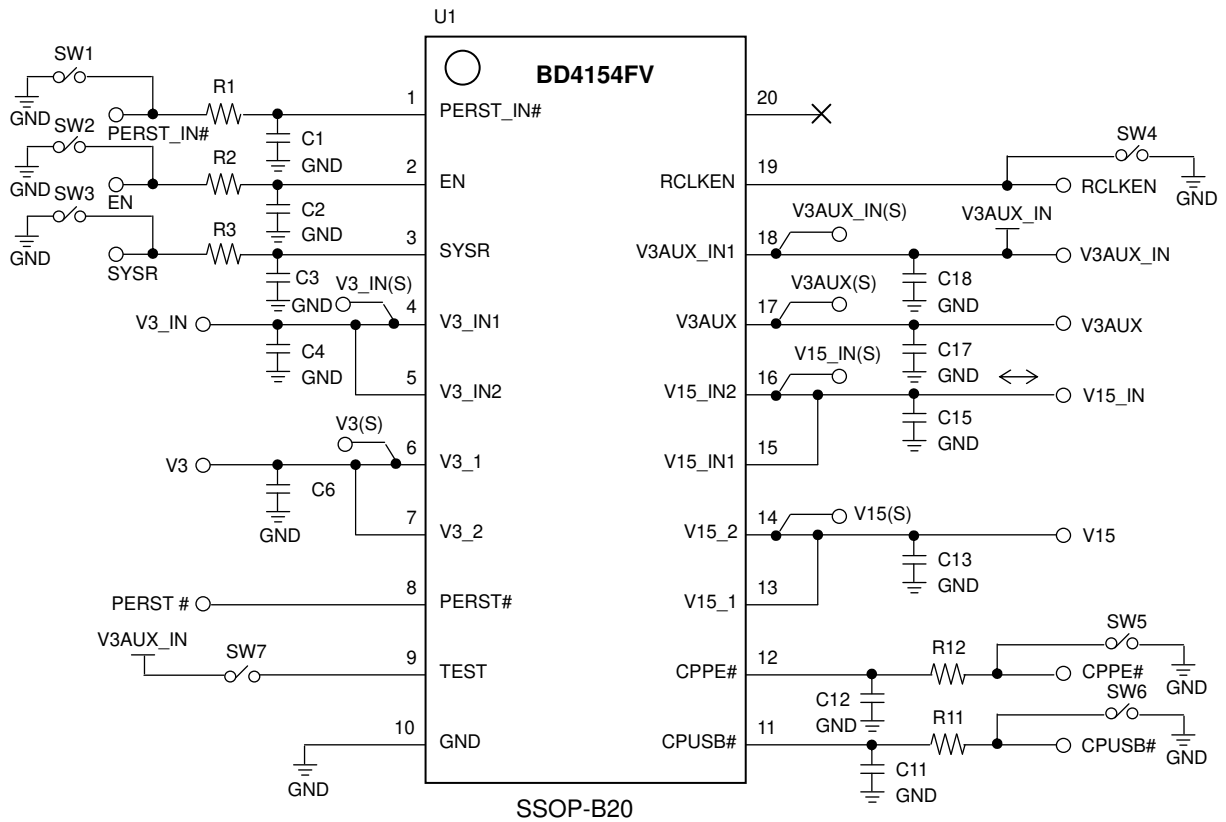 U1
BD4154FV
SW1
GND
PERST_IN#
R1
C1
GND
1
PERST_IN#
SW2
GND
EN
R2
C2
GND
2
EN
SW3
GND
SYSR
R3
C3
GND
3
SYSR
V3_IN(S)
V3_IN
C4
GND
4
V3_IN1
5
V3_IN2
V3(S)
V3
C6
GND
6
V3_1
7
V3_2
PERST #
8
PERST#
V3AUX_IN
SW7
9
TEST
GND
10
GND
20
SW4
GND
RCLKEN
19
RCLKEN
V3AUX_IN(S)
V3AUX_IN
V3AUX_IN1
18
C18
GND
V3AUX_IN
V3AUX(S)
V3AUX
17
C17
GND
V3AUX
V15_IN(S)
V15_IN2
16
C15
GND
V15_IN
V15_IN1
15
V15(S)
V15_2
14
C13
GND
V15
V15_1
13
SW5
GND
CPPE#
12
C12
GND
R12
CPPE#
SW6
GND
CPUSB#
11
C11
GND
R11
CPUSB#
SSOP-B20